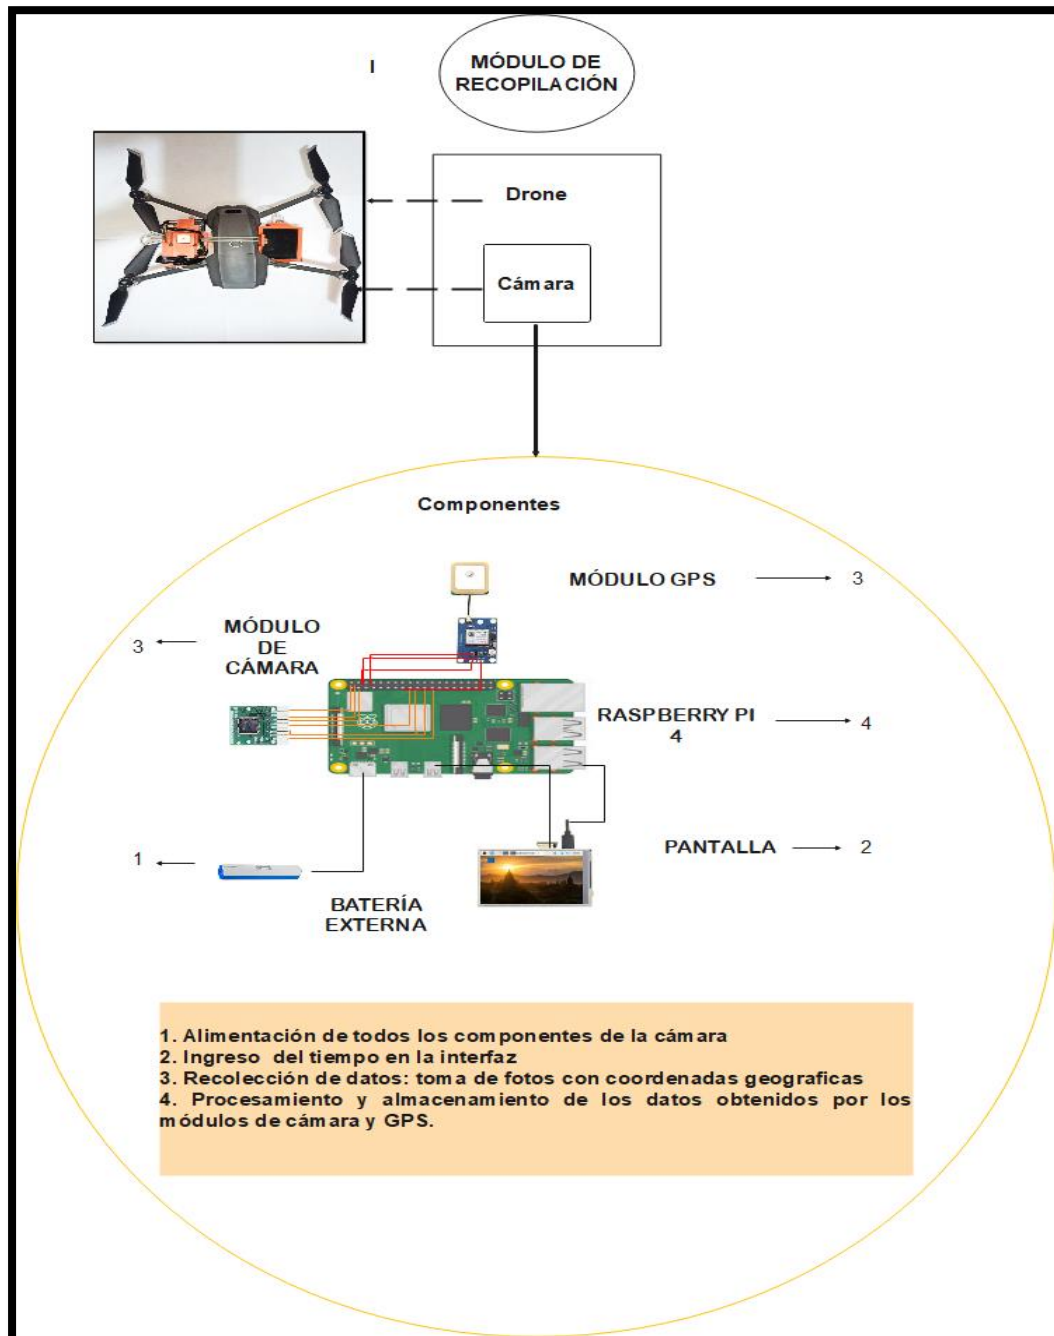 I
MÓDULO DE
RECOPILACIÓN
Drone
Cámara
Componentes
MÓDULO GPS
3
3
MÓDULO
DE
CÁMARA
RASPBERRY PI
4
4
1
PANTALLA
2
BATERÍA
EXTERNA
1. Alimentación de todos los componentes de la cámara
2. Ingreso del tiempo en la interfaz
3. Recolección de datos: toma de fotos con coordenadas geograficas
4. Procesamiento y almacenamiento de los datos obtenidos por los
módulos de cámara y GPS.